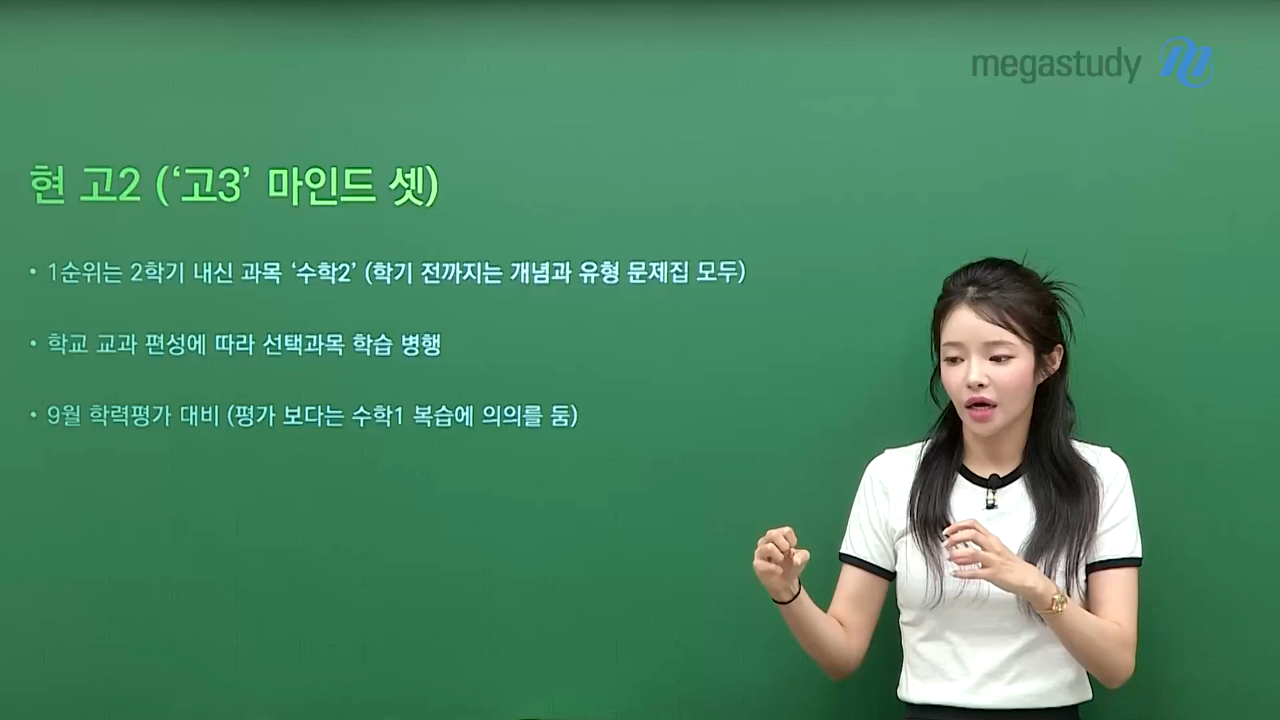 megastudy
현 고2 (‘고3’ 마인드 셋)
• 1순위는 2학기 내신 과목 ‘수학2’ (학기 전까지는 개념과 유형 문제집 모두)
• 학교 교과 편성에 따라 선택과목 학습 병행
• 9월 학력평가 대비 (평가 보다는 수학1 복습에 의의를 둠)